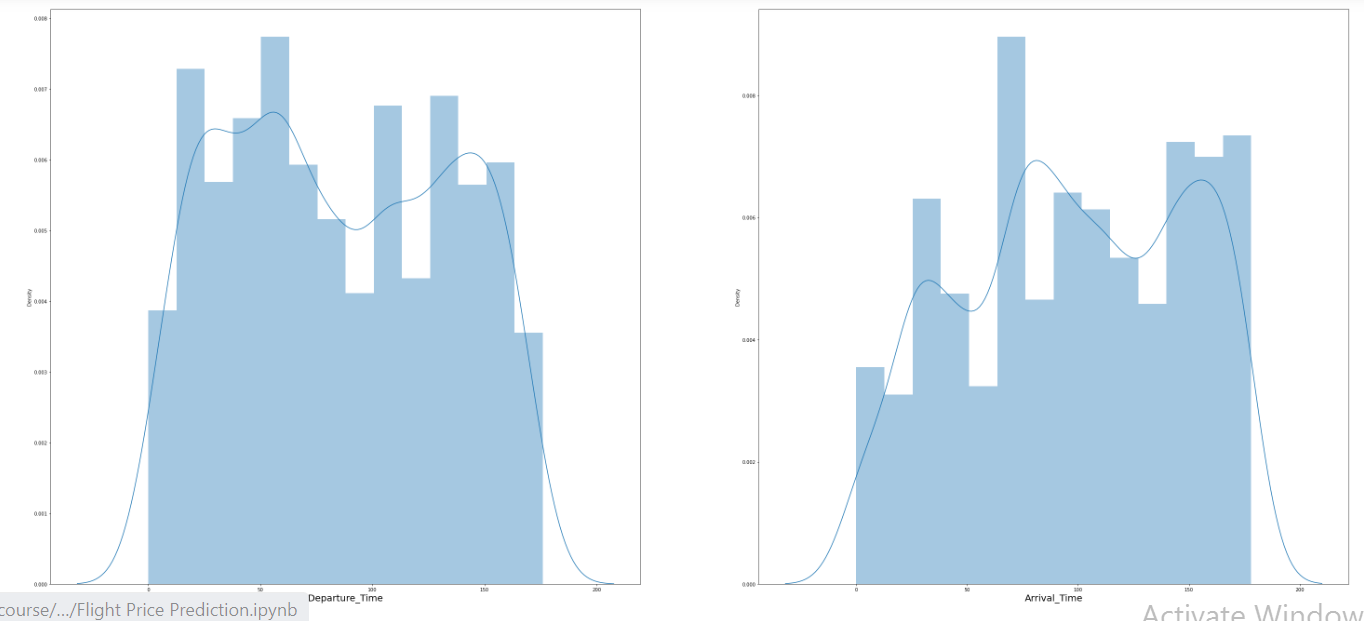 0.008
0.007
0.006
0.005
0.004
0.003
0.002
0.001
0.000
Density
0 50 100 150 200
Departure_Time
0.008
0.006
0.004
0.002
0.000
Density
0 50 100 150 200
Arrival_Time
course/.../Flight Price Prediction.ipynb
Activate Window